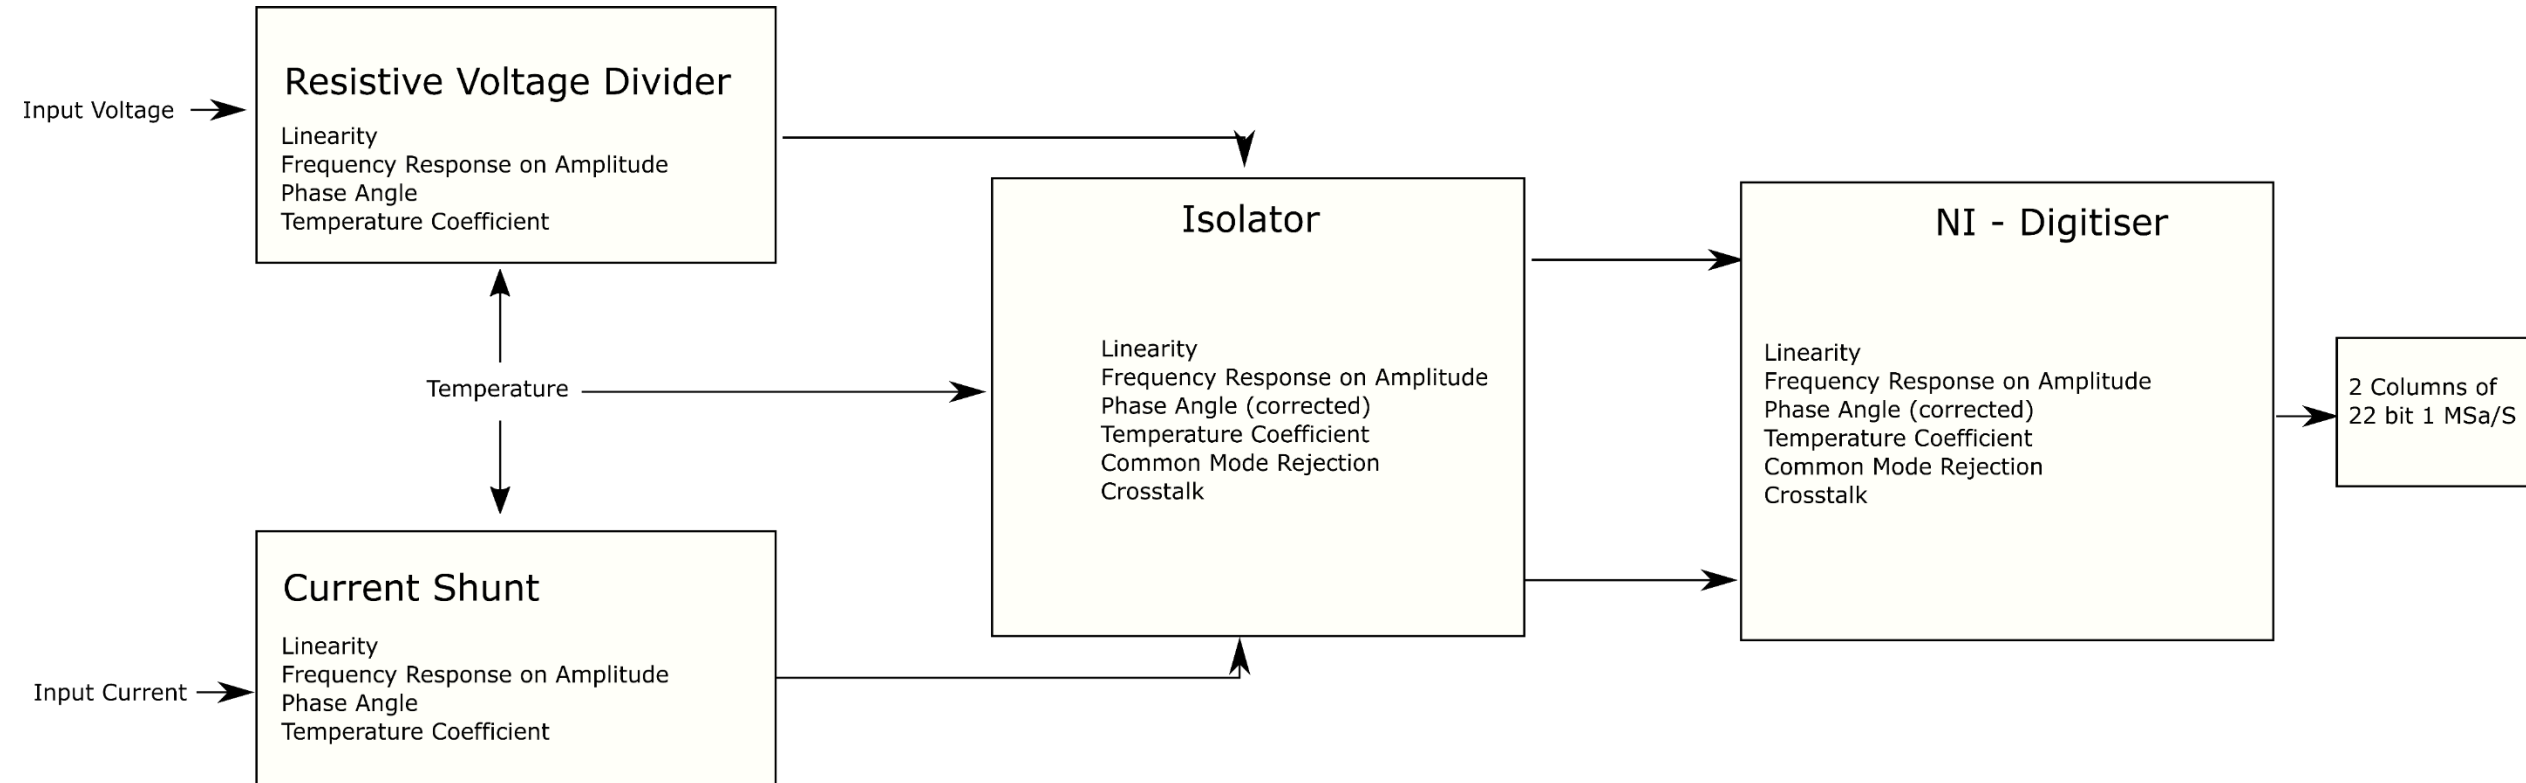 Resistive Voltage Divider
Input Voltage
Linearity
Frequency Response on Amplitude
Phase Angle
Temperature Coefficient
Temperature
Current Shunt
Input Current
Linearity
Frequency Response on Amplitude
Phase Angle
Temperature Coefficient
Isolator
Linearity
Frequency Response on Amplitude
Phase Angle (corrected)
Temperature Coefficient
Common Mode Rejection
Crosstalk
NI - Digitiser
Linearity
Frequency Response on Amplitude
Phase Angle (corrected)
Temperature Coefficient
Common Mode Rejection
Crosstalk
2 Columns of
22 bit 1 MSa/S